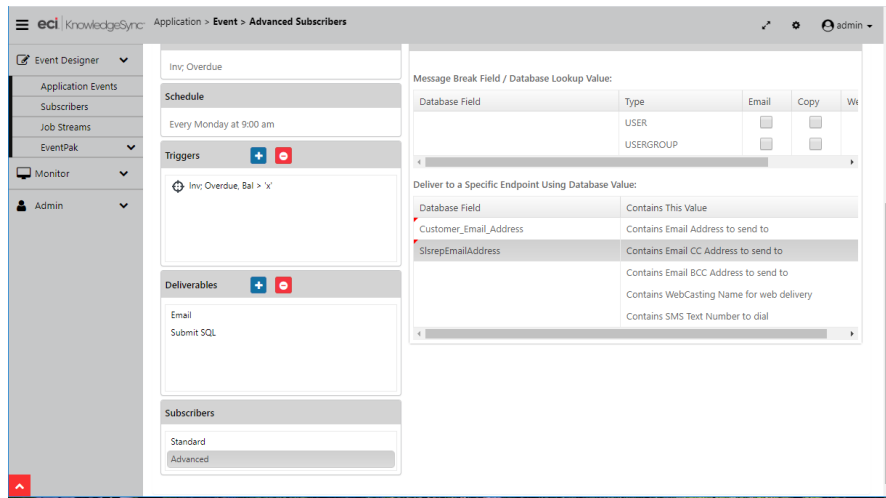 eci KnowledgeSync
Application > Event > Advanced Subscribers
admin
Event Designer
Application Events
Subscribers
Job Streams
EventPak
Monitor
Admin
Inv; Overdue
Schedule
Every Monday at 9:00 am
Triggers
Inv; Overdue, Bal > 'x'
Deliverables
Email
Submit SQL
Subscribers
Standard
Advanced
Message Break Field / Database Lookup Value:
Database Field Type Email Copy We
USER
USERGROUP
Deliver to a Specific Endpoint Using Database Value:
Database Field Contains This Value
Customer_Email_Address Contains Email Address to send to
SlsrepEmailAddress Contains Email CC Address to send to
Contains Email BCC Address to send to
Contains WebCasting Name for web delivery
Contains SMS Text Number to dial